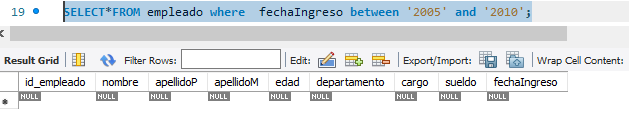 19 SELECT*FROM empleado where  fechaIngreso between '2005' and '2010';
Result Grid Filter Rows: Edit: Export/Import: Wrap Cell Content:
id_empleado nombre apellidoP apellidoM edad departamento cargo sueldo fechaIngreso
* NULL NULL NULL NULL NULL NULL NULL NULL NULL